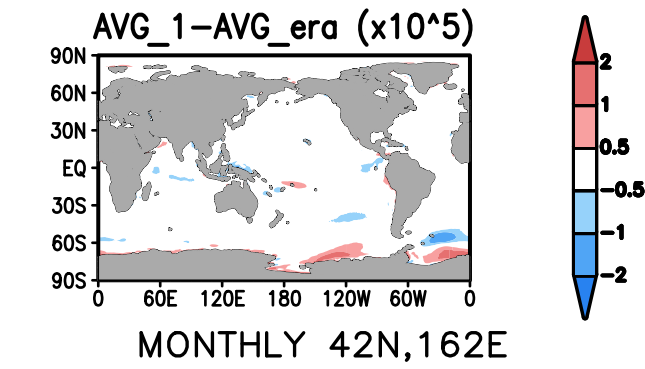 AVG_1−AVG_era (x10^5)
90N
60N
30N
EQ
30S
60S
90S
0 60E 120E 180 120W 60W 0
2
1
0.5
−0.5
−1
−2
MONTHLY 42N,162E